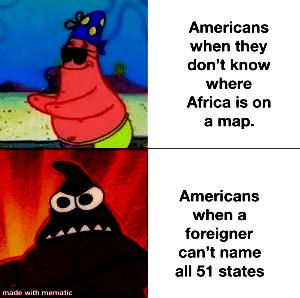 Americans
when they
don't know
where
Africa is on
a map.
Americans
when a
foreigner
can't name
all 51 states
made with mematic